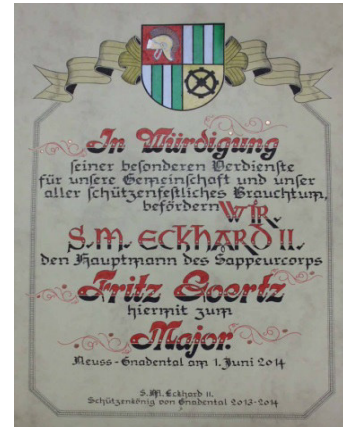 In Würdigung
seiner besonderen Verdienste
für unsere Gemeinschaft und unser
aller schützenfestliches Brauchtum,
befördern WIR
S.M. ECKHARD II.
den Hauptmann des Sappeurcorps
Fritz Goertz
hiermit zum
Major
Neuss-Gnadental am 1. Juni 2014
S.M. Eckhard II.
Schützenkönig von Gnadental 2013-2014